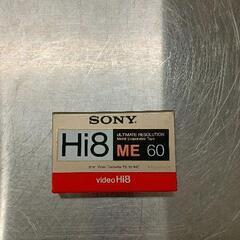 SONY
Hi8
ULTIMATE RESOLUTION
Metal Evaporated Tape
ME 60
video Hi8